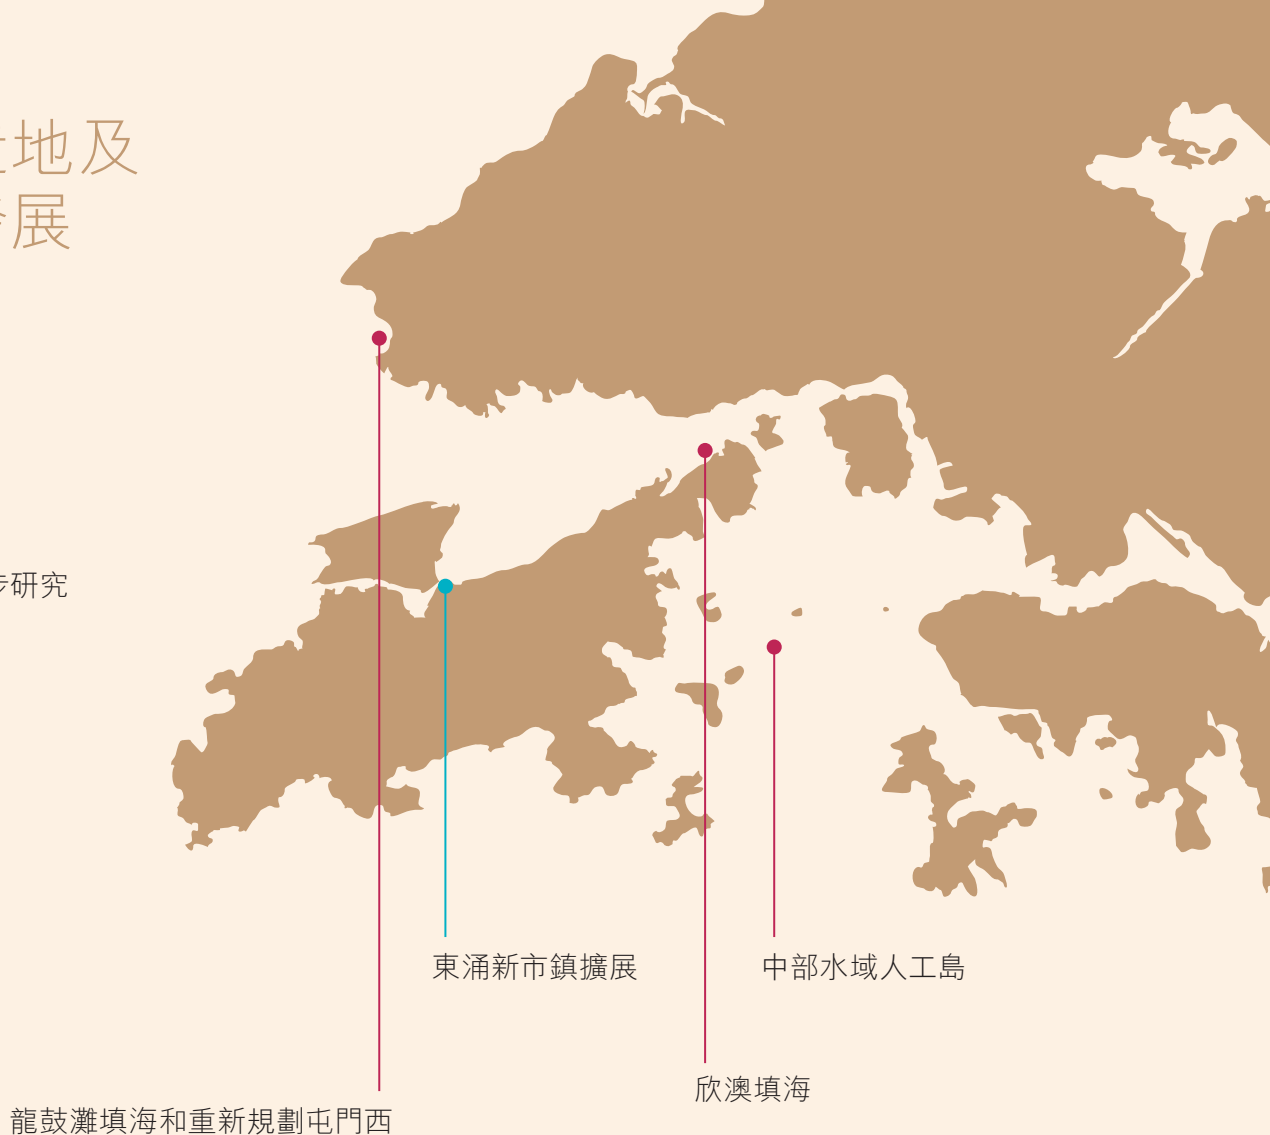 地及
展
研究
東涌新市鎮擴展
中部水域人工島
欣澳填海
龍鼓灘填海和重新規劃屯門西